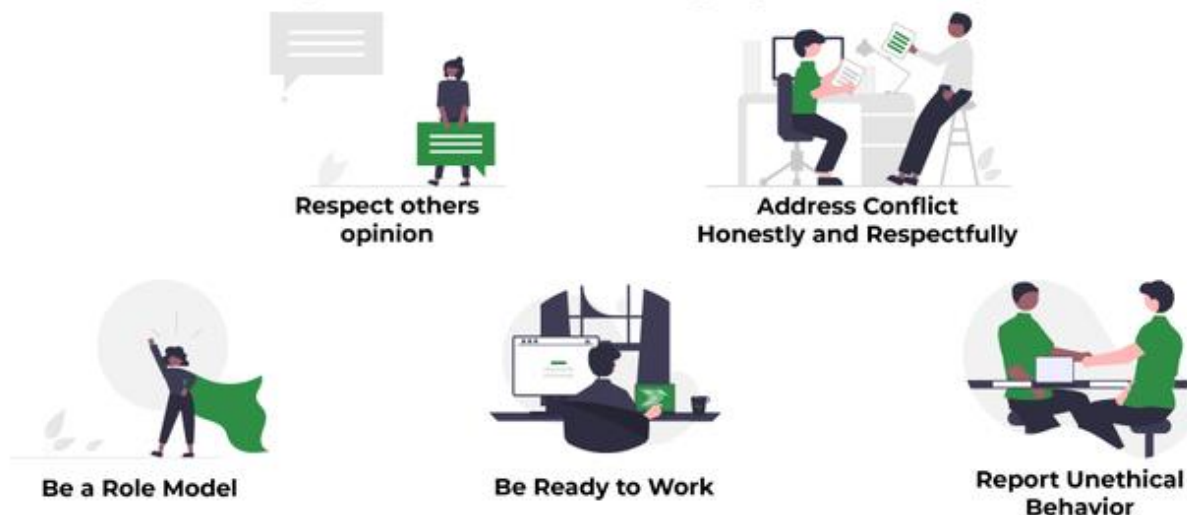 Respect others
opinion
Address Conflict
Honestly and Respectfully
Be a Role Model
Be Ready to Work
Report Unethical
Behavior